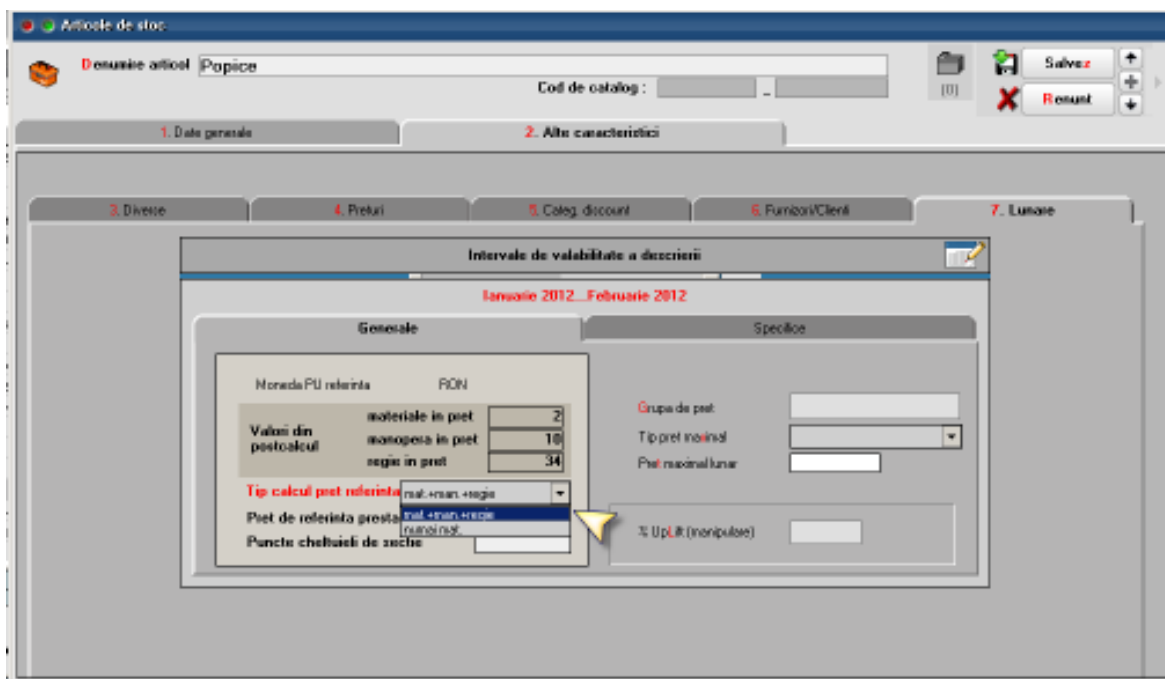 Articole de stoc
Denumire articol Popice
Cod de catalog : _
(0)
Salvez
Renunt
1. Date generale
2. Alte caracteristici
3. Diverse
4. Preturi
5. Categ. discount
6. Furnizori/Clienti
7. Lunare
Intervale de valabilitate a descrierii
Ianuarie 2012...Februarie 2012
Generale
Specifice
Moneda PU referinta RON
Valori din postcalcul
materiale in pret 2
manopera in pret 10
regie in pret 34
Tip calcul pret referinta mat.+man.+regie
mat.+man.+regie
numai mat.
Pret de referinta presta
Puncte cheltuieli de sectie
Grupa de pret
Tip pret maximal
Pret maximal lunar
% UpLift (manipulare)